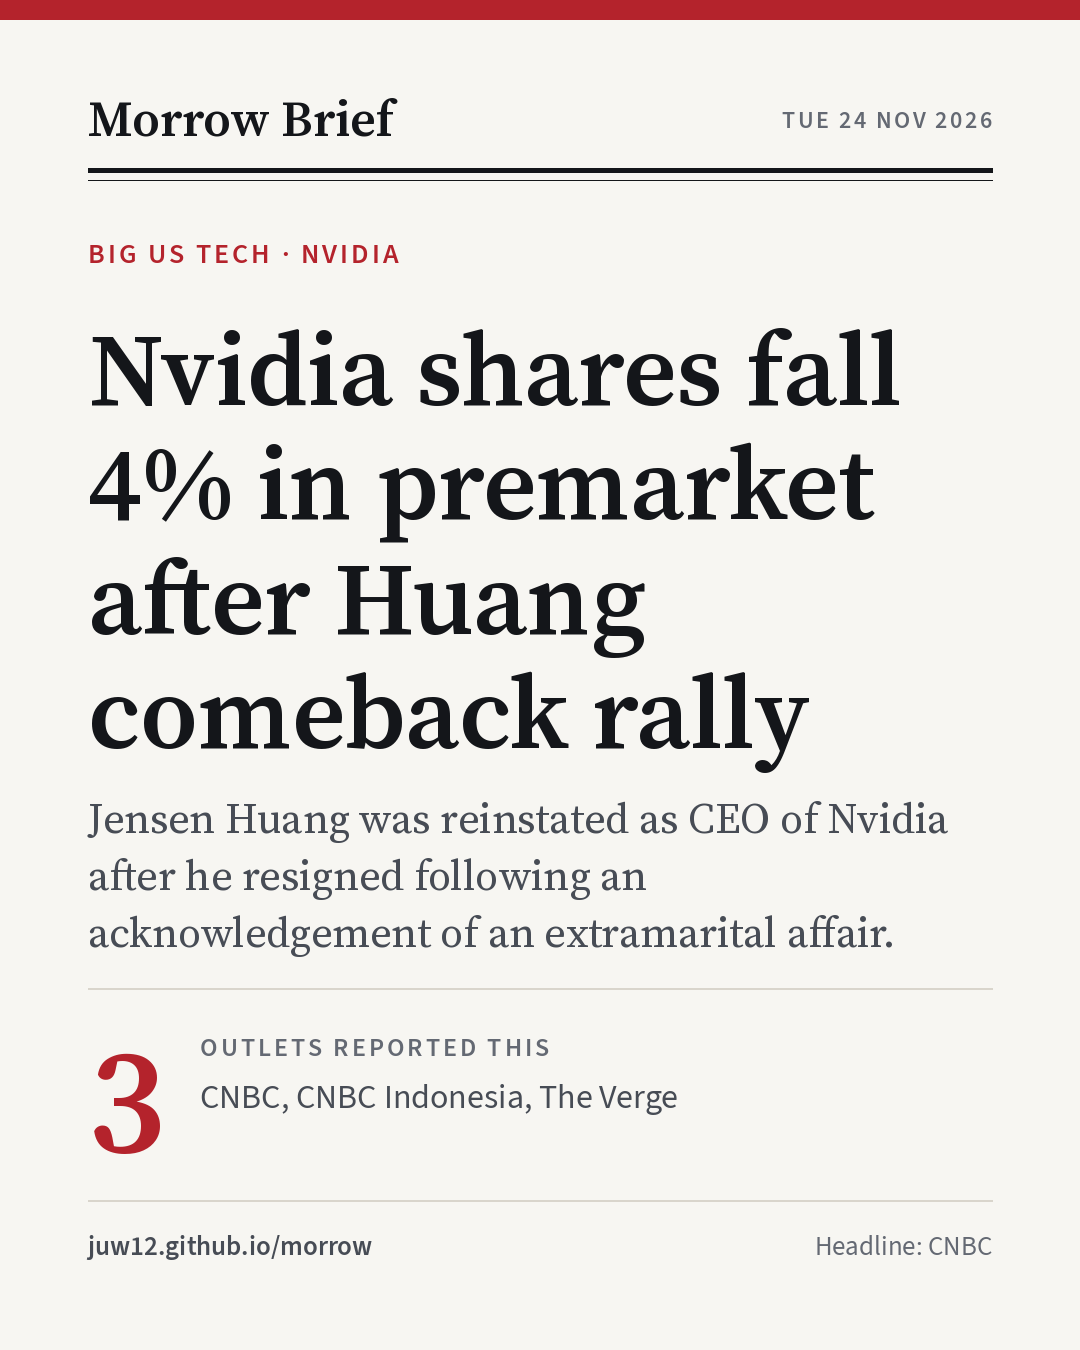 Morrow Brief
TUE 24 NOV 2026
BIG US TECH · NVIDIA
Nvidia shares fall
4% in premarket
after Huang
comeback rally
Jensen Huang was reinstated as CEO of Nvidia
after he resigned following an
acknowledgement of an extramarital affair.
3
OUTLETS REPORTED THIS
CNBC, CNBC Indonesia, The Verge
juw12.github.io/morrow
Headline: CNBC